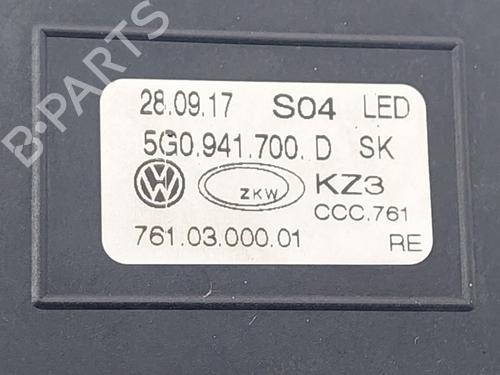 B-PARTS
28.09.17 S04 LED
5G0.941.700. D SK
VW ZKW KZ3
CCC.761
761.03.000.01 RE